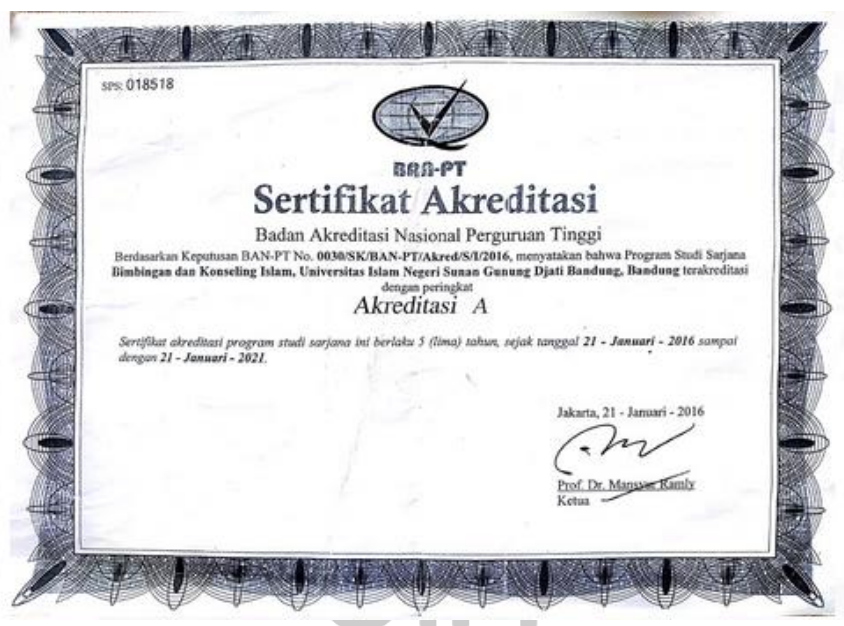 SPS: 018518
BAN-PT
Sertifikat Akreditasi
Badan Akreditasi Nasional Perguruan Tinggi
Berdasarkan Keputusan BAN-PT No. 0030/SK/BAN-PT/Akred/S/I/2016, menyatakan bahwa Program Studi Sarjana
Bimbingan dan Konseling Islam, Universitas Islam Negeri Sunan Gunung Djati Bandung, Bandung terakreditasi
dengan peringkat
Akreditasi A
Sertifikat akreditasi program studi sarjana ini berlaku 5 (lima) tahun, sejak tanggal 21 - Januari - 2016 sampai
dengan 21 - Januari - 2021.
Jakarta, 21 - Januari - 2016
Prof. Dr. Mansyur Ramly
Ketua